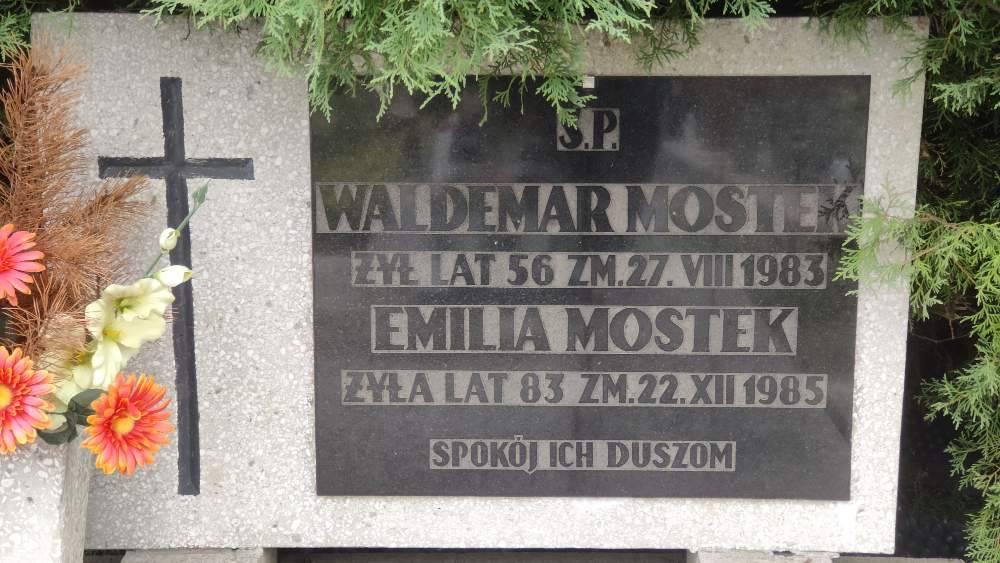 Ś.P.
WALDEMAR MOSTEK
ŻYŁ LAT 56 ZM.27.VIII 1983
EMILIA MOSTEK
ŻYŁA LAT 83 ZM.22.XII 1985
SPOKÓJ ICH DUSZOM